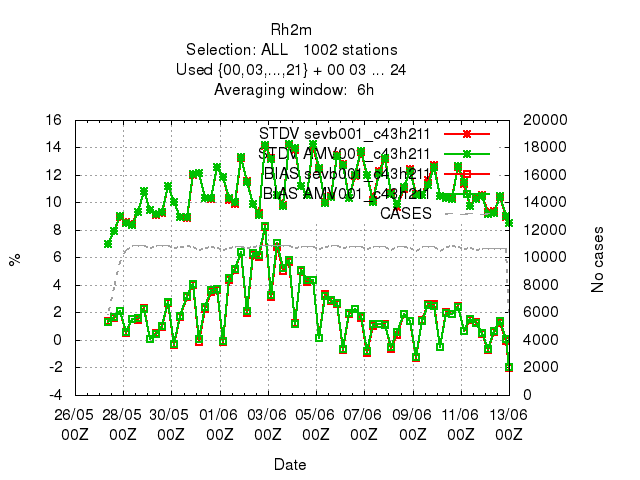 Rh2m
Selection: ALL   1002 stations
Used {00,03,...,21} + 00 03 ... 24
Averaging window:  6h
16 20000
STDV sevb001_c43h211
14 18000
STDV AMV001_c43h211
12 16000
BIAS sevb001_c43h211
10 14000
BIAS AMV001_c43h211
CASES
8 12000
6 10000
4 8000
2 6000
0 4000
-2 2000
-4 0
%
No cases
26/05 28/05 30/05 01/06 03/06 05/06 07/06 09/06 11/06 13/06
00Z 00Z 00Z 00Z 00Z 00Z 00Z 00Z 00Z 00Z
Date